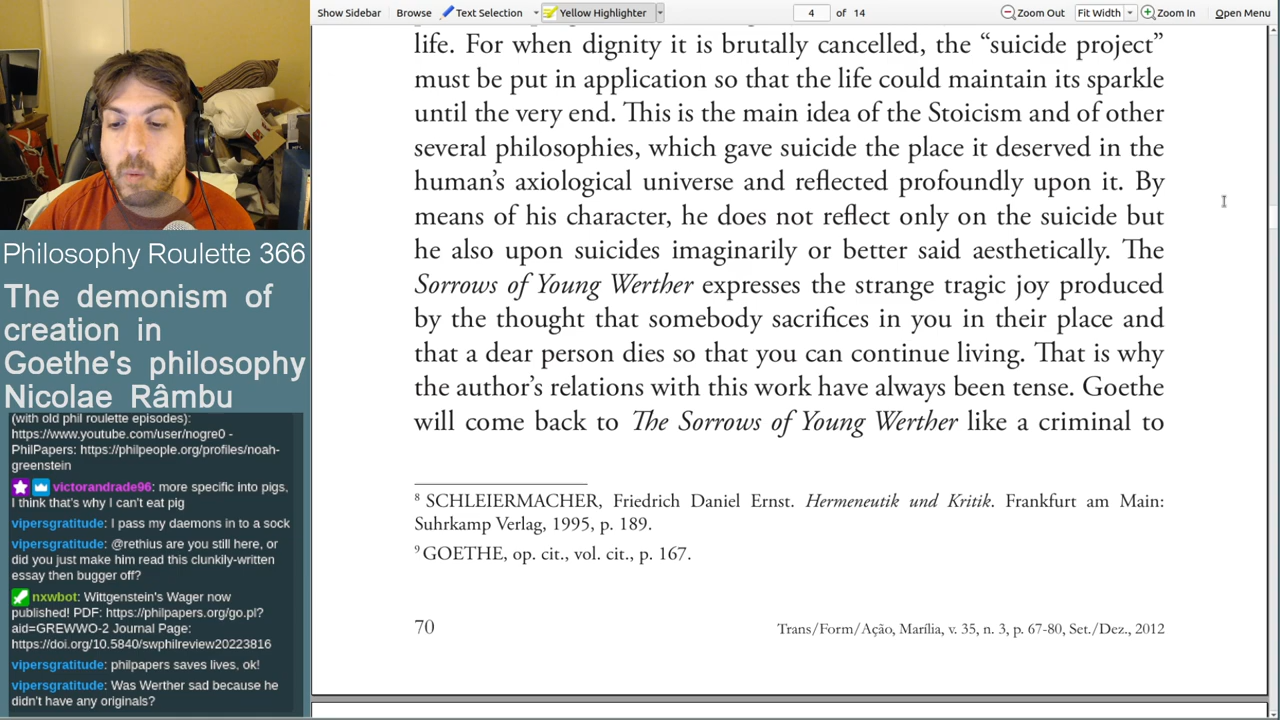 Show Sidebar Browse Text Selection Yellow Highlighter 4 of 14 Zoom Out Fit Width Zoom In Open Menu
life. For when dignity it is brutally cancelled, the “suicide project”
must be put in application so that the life could maintain its sparkle
until the very end. This is the main idea of the Stoicism and of other
several philosophies, which gave suicide the place it deserved in the
human’s axiological universe and reflected profoundly upon it. By
means of his character, he does not reflect only on the suicide but
he also upon suicides imaginarily or better said aesthetically. The
Sorrows of Young Werther expresses the strange tragic joy produced
by the thought that somebody sacrifices in you in their place and
that a dear person dies so that you can continue living. That is why
the author’s relations with this work have always been tense. Goethe
will come back to The Sorrows of Young Werther like a criminal to
8 SCHLEIERMACHER, Friedrich Daniel Ernst. Hermeneutik und Kritik. Frankfurt am Main:
Suhrkamp Verlag, 1995, p. 189.
9 GOETHE, op. cit., vol. cit., p. 167.
70 Trans/Form/Ação, Marília, v. 35, n. 3, p. 67-80, Set./Dez., 2012
Philosophy Roulette 366
The demonism of
creation in
Goethe's philosophy
Nicolae Râmbu
(with old phil roulette episodes):
https://www.youtube.com/user/nogre0 -
PhilPapers: https://philpeople.org/profiles/noah-
greenstein
victorandrade96: more specific into pigs,
I think that's why I can't eat pig
vipersgratitude: I pass my daemons in to a sock
vipersgratitude: @rethius are you still here, or
did you just make him read this clunkily-written
essay then bugger off?
nxwbot: Wittgenstein's Wager now
published! PDF: https://philpapers.org/go.pl?
aid=GREWWO-2 Journal Page:
https://doi.org/10.5840/swphilreview20223816
vipersgratitude: philpapers saves lives, ok!
vipersgratitude: Was Werther sad because he
didn't have any originals?